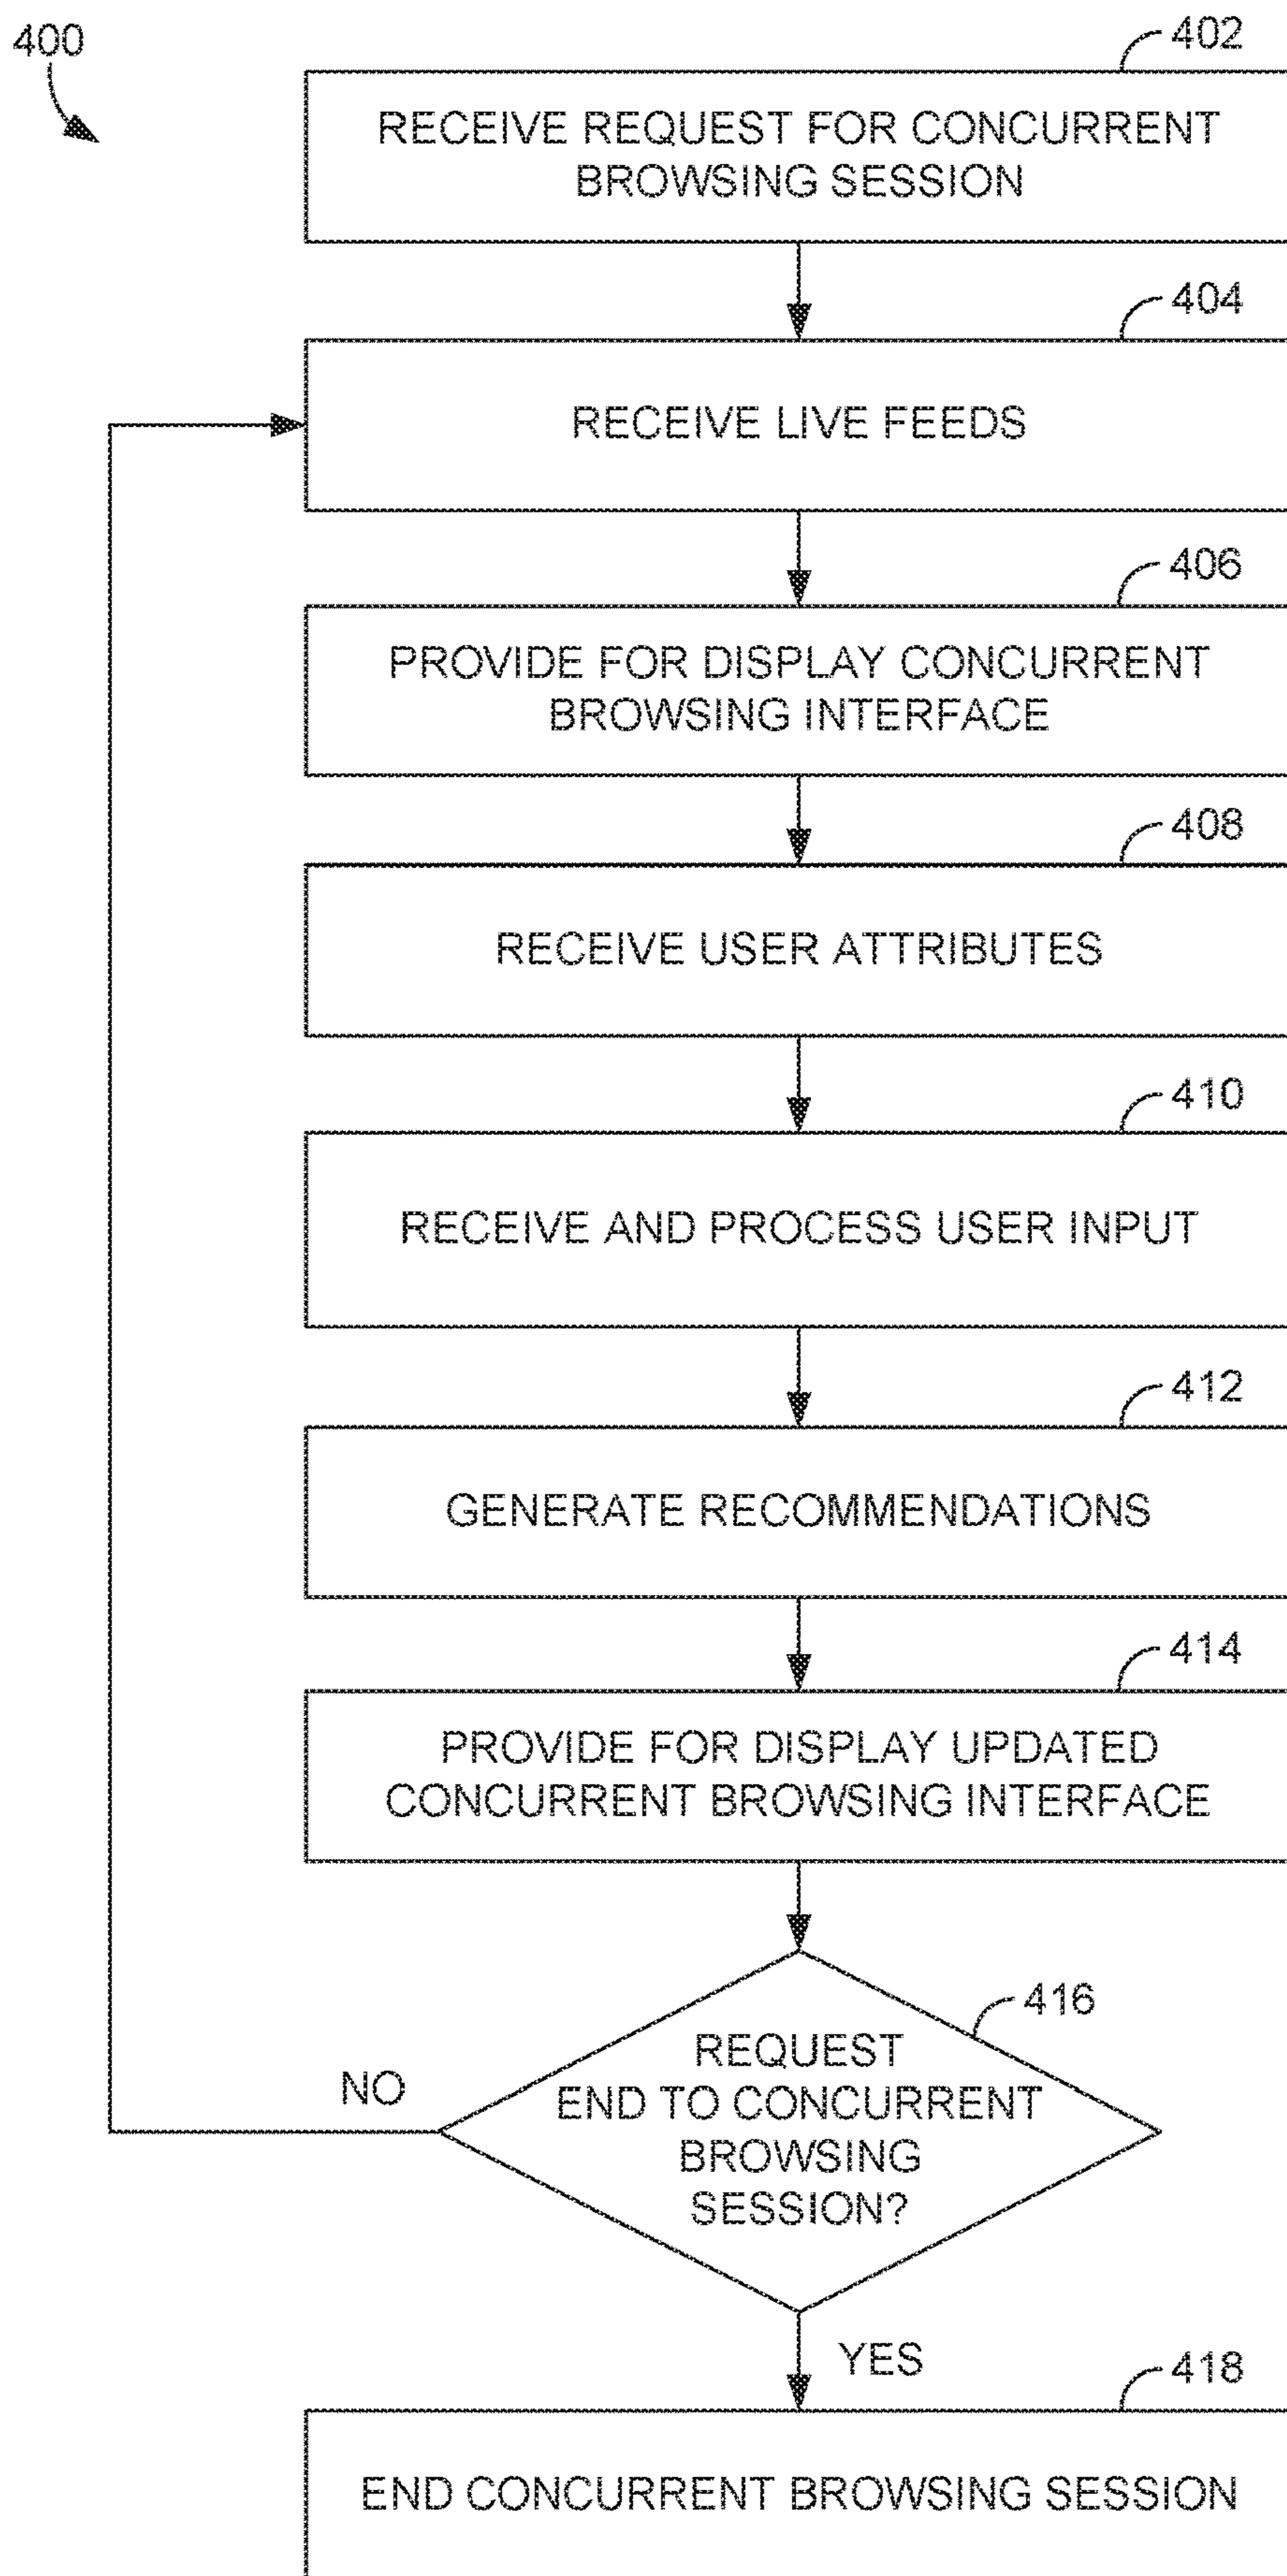 400
402
RECEIVE REQUEST FOR CONCURRENT
BROWSING SESSION
404
RECEIVE LIVE FEEDS
406
PROVIDE FOR DISPLAY CONCURRENT
BROWSING INTERFACE
408
RECEIVE USER ATTRIBUTES
410
RECEIVE AND PROCESS USER INPUT
412
GENERATE RECOMMENDATIONS
414
PROVIDE FOR DISPLAY UPDATED
CONCURRENT BROWSING INTERFACE
416
REQUEST
END TO CONCURRENT
BROWSING
SESSION?
NO
YES
418
END CONCURRENT BROWSING SESSION